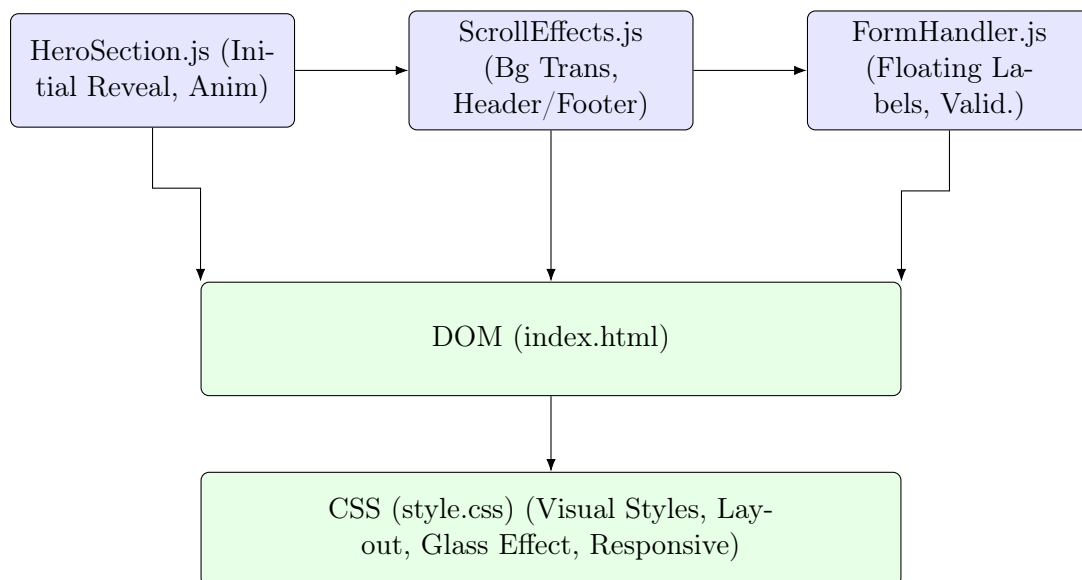 HeroSection.js (Ini-
tial Reveal, Anim)
ScrollEffects.js
(Bg Trans,
Header/Footer)
FormHandler.js
(Floating La-
bels, Valid.)
DOM (index.html)
CSS (style.css) (Visual Styles, Lay-
out, Glass Effect, Responsive)